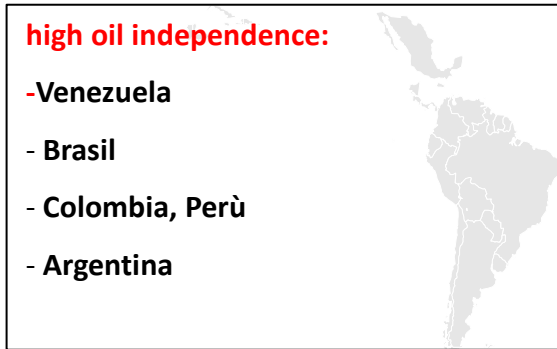 high oil independence:
-Venezuela
- Brasil
- Colombia, Perù
- Argentina